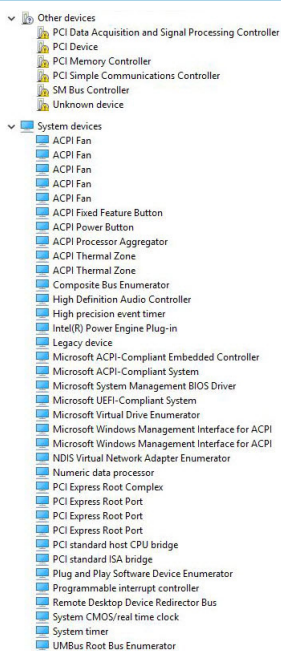 Other devices
PCI Data Acquisition and Signal Processing Controller
PCI Device
PCI Memory Controller
PCI Simple Communications Controller
SM Bus Controller
Unknown device
System devices
ACPI Fan
ACPI Fan
ACPI Fan
ACPI Fan
ACPI Fan
ACPI Fixed Feature Button
ACPI Power Button
ACPI Processor Aggregator
ACPI Thermal Zone
ACPI Thermal Zone
Composite Bus Enumerator
High Definition Audio Controller
High precision event timer
Intel(R) Power Engine Plug-in
Legacy device
Microsoft ACPI-Compliant Embedded Controller
Microsoft ACPI-Compliant System
Microsoft System Management BIOS Driver
Microsoft UEFI-Compliant System
Microsoft Virtual Drive Enumerator
Microsoft Windows Management Interface for ACPI
Microsoft Windows Management Interface for ACPI
NDIS Virtual Network Adapter Enumerator
Numeric data processor
PCI Express Root Complex
PCI Express Root Port
PCI Express Root Port
PCI Express Root Port
PCI standard host CPU bridge
PCI standard ISA bridge
Plug and Play Software Device Enumerator
Programmable interrupt controller
Remote Desktop Device Redirector Bus
System CMOS/real time clock
System timer
UMBus Root Bus Enumerator